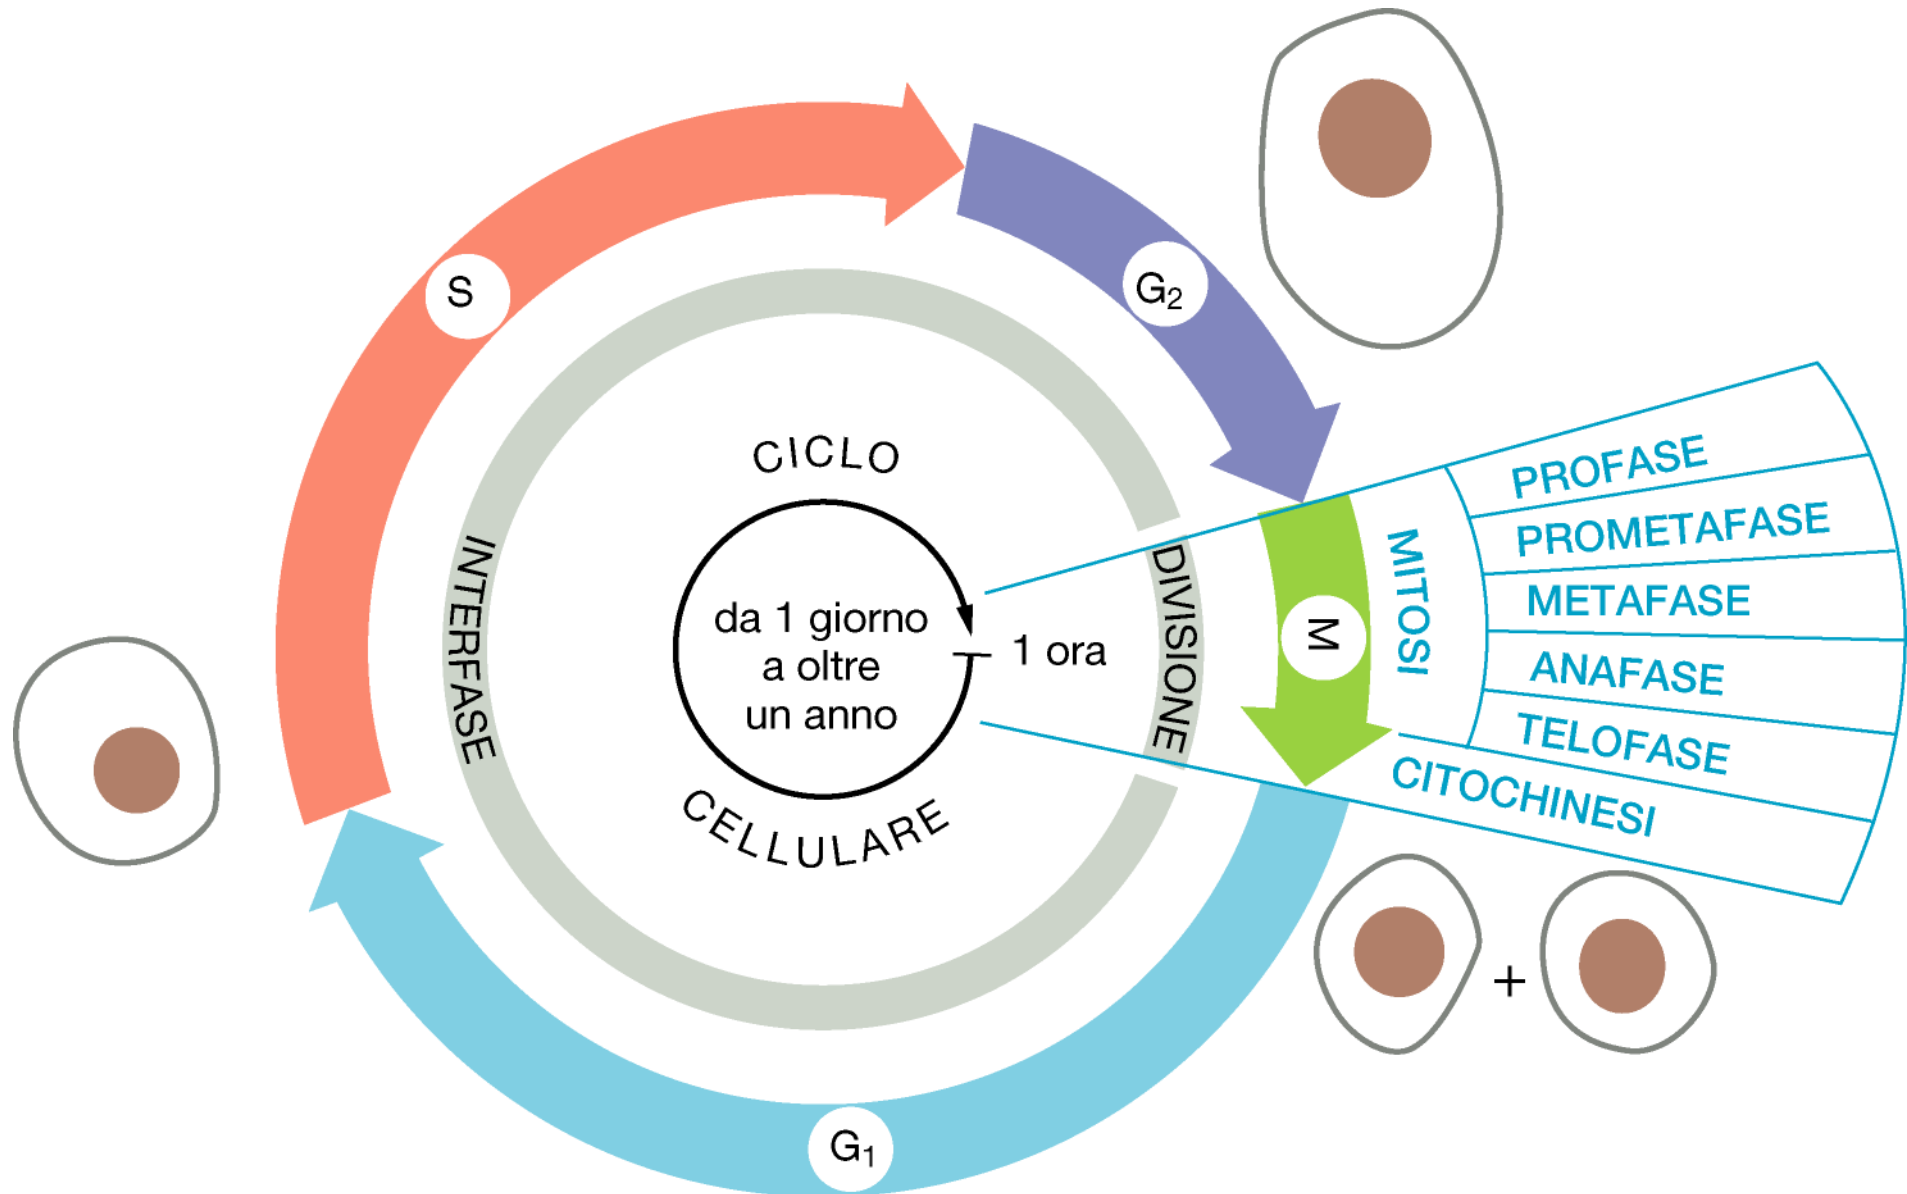 S
G₂
CICLO
PROFASE
PROMETAFASE
METAFASE
ANAFASE
TELOFASE
MITOSI
CITOCHINESI
INTERFASE
DIVISIONE
M
da 1 giorno
a oltre
un anno
1 ora
CELLULARE
+
G₁